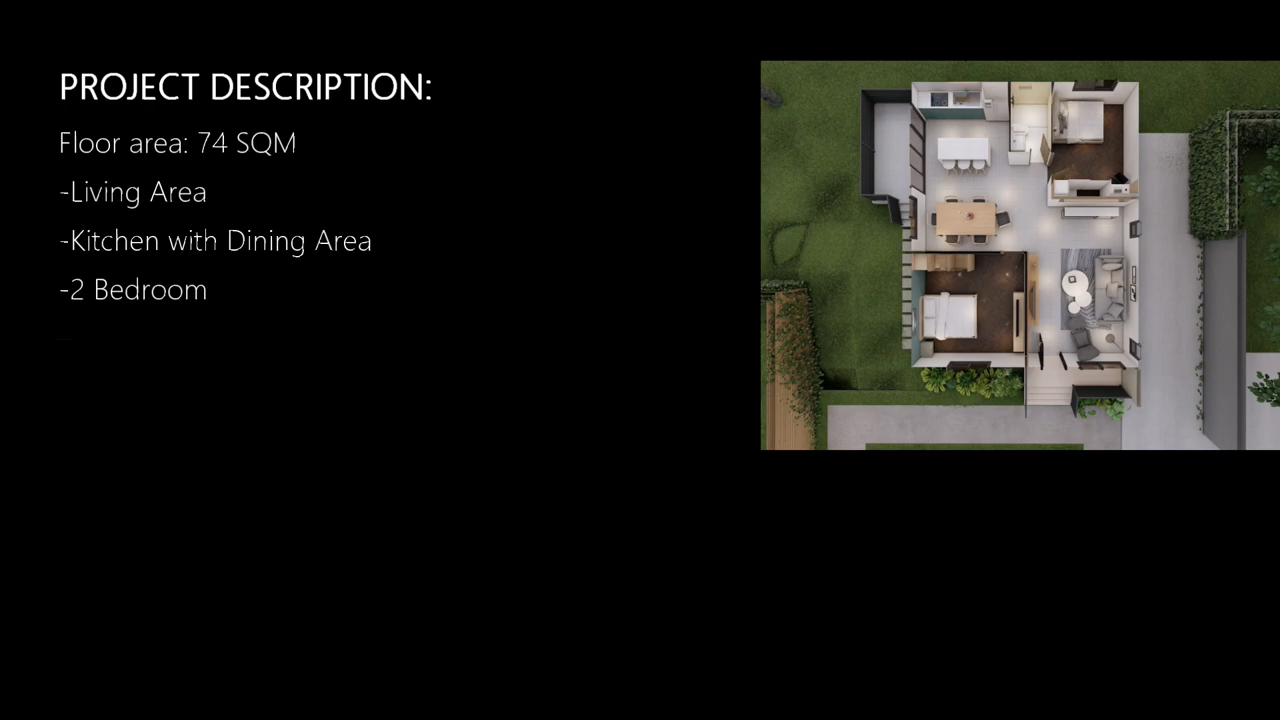 PROJECT DESCRIPTION:
Floor area: 74 SQM
-Living Area
-Kitchen with Dining Area
-2 Bedroom